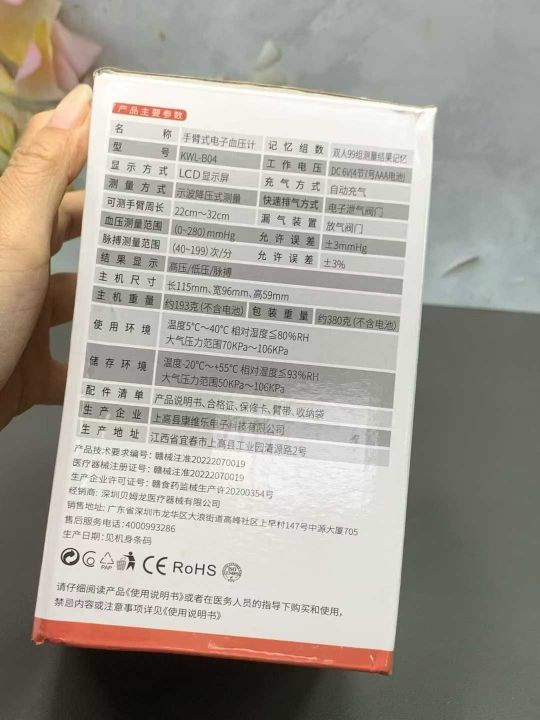 产品主要参数
名称 手臂式电子血压计 记忆组数 双人99组测量结果记忆
型号 KWL-B04 工作电压 DC 6V(4节7号AAA电池)
显示方式 LCD显示屏 充气方式 自动充气
测量方式 示波降压式测量 快速排气方式 电子泄气阀门
可测手臂周长 22cm~32cm 漏气装置 放气阀门
血压测量范围 (0~280)mmHg 允许误差 ±3mmHg
脉搏测量范围 (40~199)次/分 允许误差 ±3%
结果显示 高压/低压/脉搏
主机尺寸 长115mm、宽96mm、高59mm
主机重量 约193克(不含电池) 包装重量 约380克(不含电池)
使用环境 温度5℃~40℃ 相对湿度≦80%RH
大气压力范围70KPa~106KPa
储存环境 温度-20℃~+55℃ 相对湿度≦93%RH
大气压力范围50KPa~106KPa
配件清单 产品说明书、合格证、保修卡、臂带、收纳袋
生产企业 上高县康维乐电子科技有限公司
生产地址 江西省宜春市上高县工业园清源路2号
产品技术要求编号：赣械注准20222070019
医疗器械注册证号：赣械注准20222070019
生产企业许可证号：赣食药监械生产许20200354号
经销商：深圳贝姆龙医疗器械有限公司
销售地址：广东省深圳市龙华区大浪街道高峰社区上早村147号中源大厦705
售后服务电话：4000993286
生产日期：见机身条码
PAP CE RoHS ISO
请仔细阅读产品《使用说明书》或者在医务人员的指导下购买和使用，
禁忌内容或注意事项详见《使用说明书》